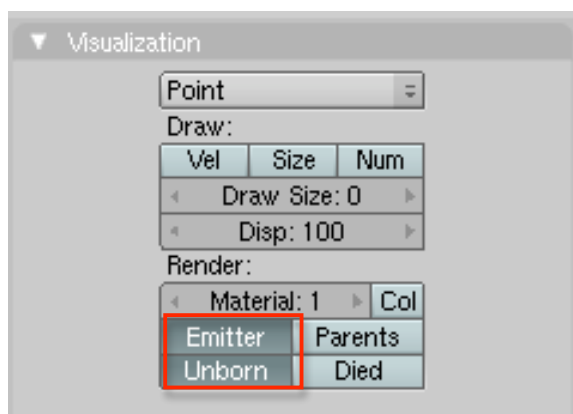 Visualization
Point
Draw:
Vel Size Num
Draw Size: 0
Disp: 100
Render:
Material: 1 Col
Emitter Parents
Unborn Died